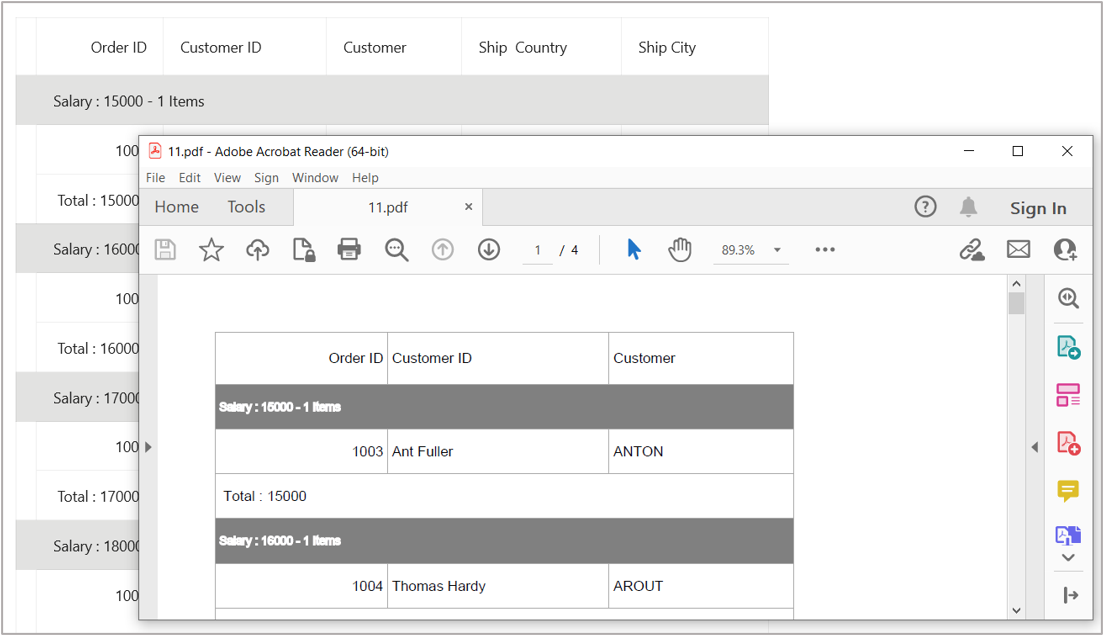 Order ID Customer ID Customer Ship  Country Ship City
Salary : 15000 - 1 Items
100
Total : 15000
Salary : 16000
100
Total : 16000
Salary : 17000
100
Total : 17000
Salary : 18000
100
11.pdf - Adobe Acrobat Reader (64-bit)
File Edit View Sign Window Help
Home Tools 11.pdf × ? Sign In
1 / 4 89.3%
Order ID Customer ID Customer
Salary : 15000 - 1 Items
1003 Ant Fuller ANTON
Total : 15000
Salary : 16000 - 1 Items
1004 Thomas Hardy AROUT